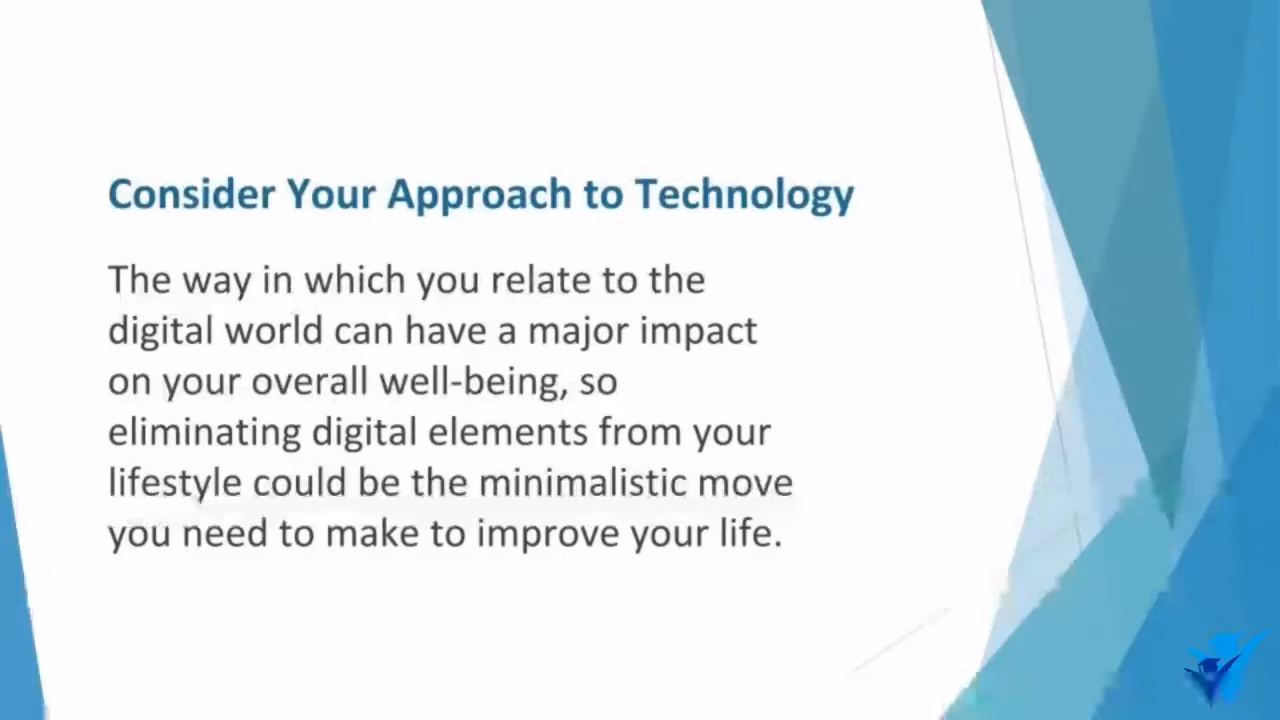 Consider Your Approach to Technology
The way in which you relate to the
digital world can have a major impact
on your overall well-being, so
eliminating digital elements from your
lifestyle could be the minimalistic move
you need to make to improve your life.